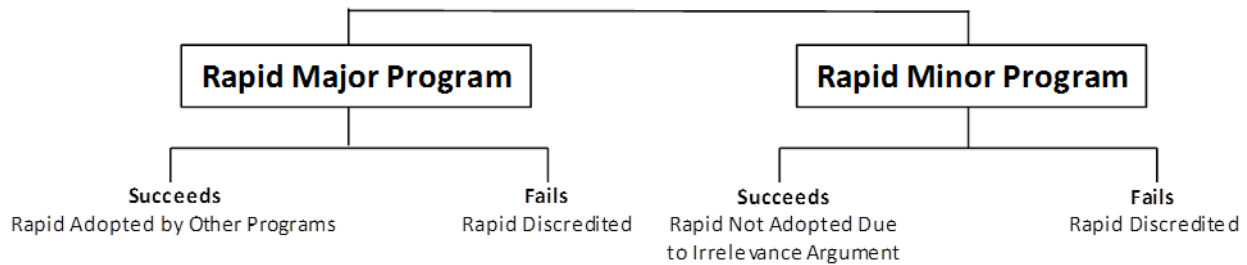 Rapid Major Program
Rapid Minor Program
Succeeds
Rapid Adopted by Other Programs
Fails
Rapid Discredited
Succeeds
Rapid Not Adopted Due
to Irrelevance Argument
Fails
Rapid Discredited